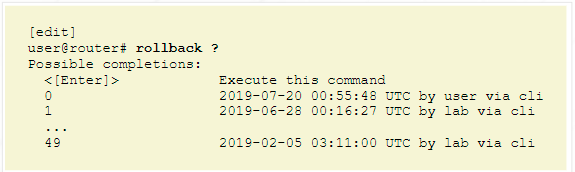 [edit]
user@router# rollback ?
Possible completions:
  <[Enter]>            Execute this command
  0                    2019-07-20 00:55:48 UTC by user via cli
  1                    2019-06-28 00:16:27 UTC by lab via cli
  ...
  49                   2019-02-05 03:11:00 UTC by lab via cli